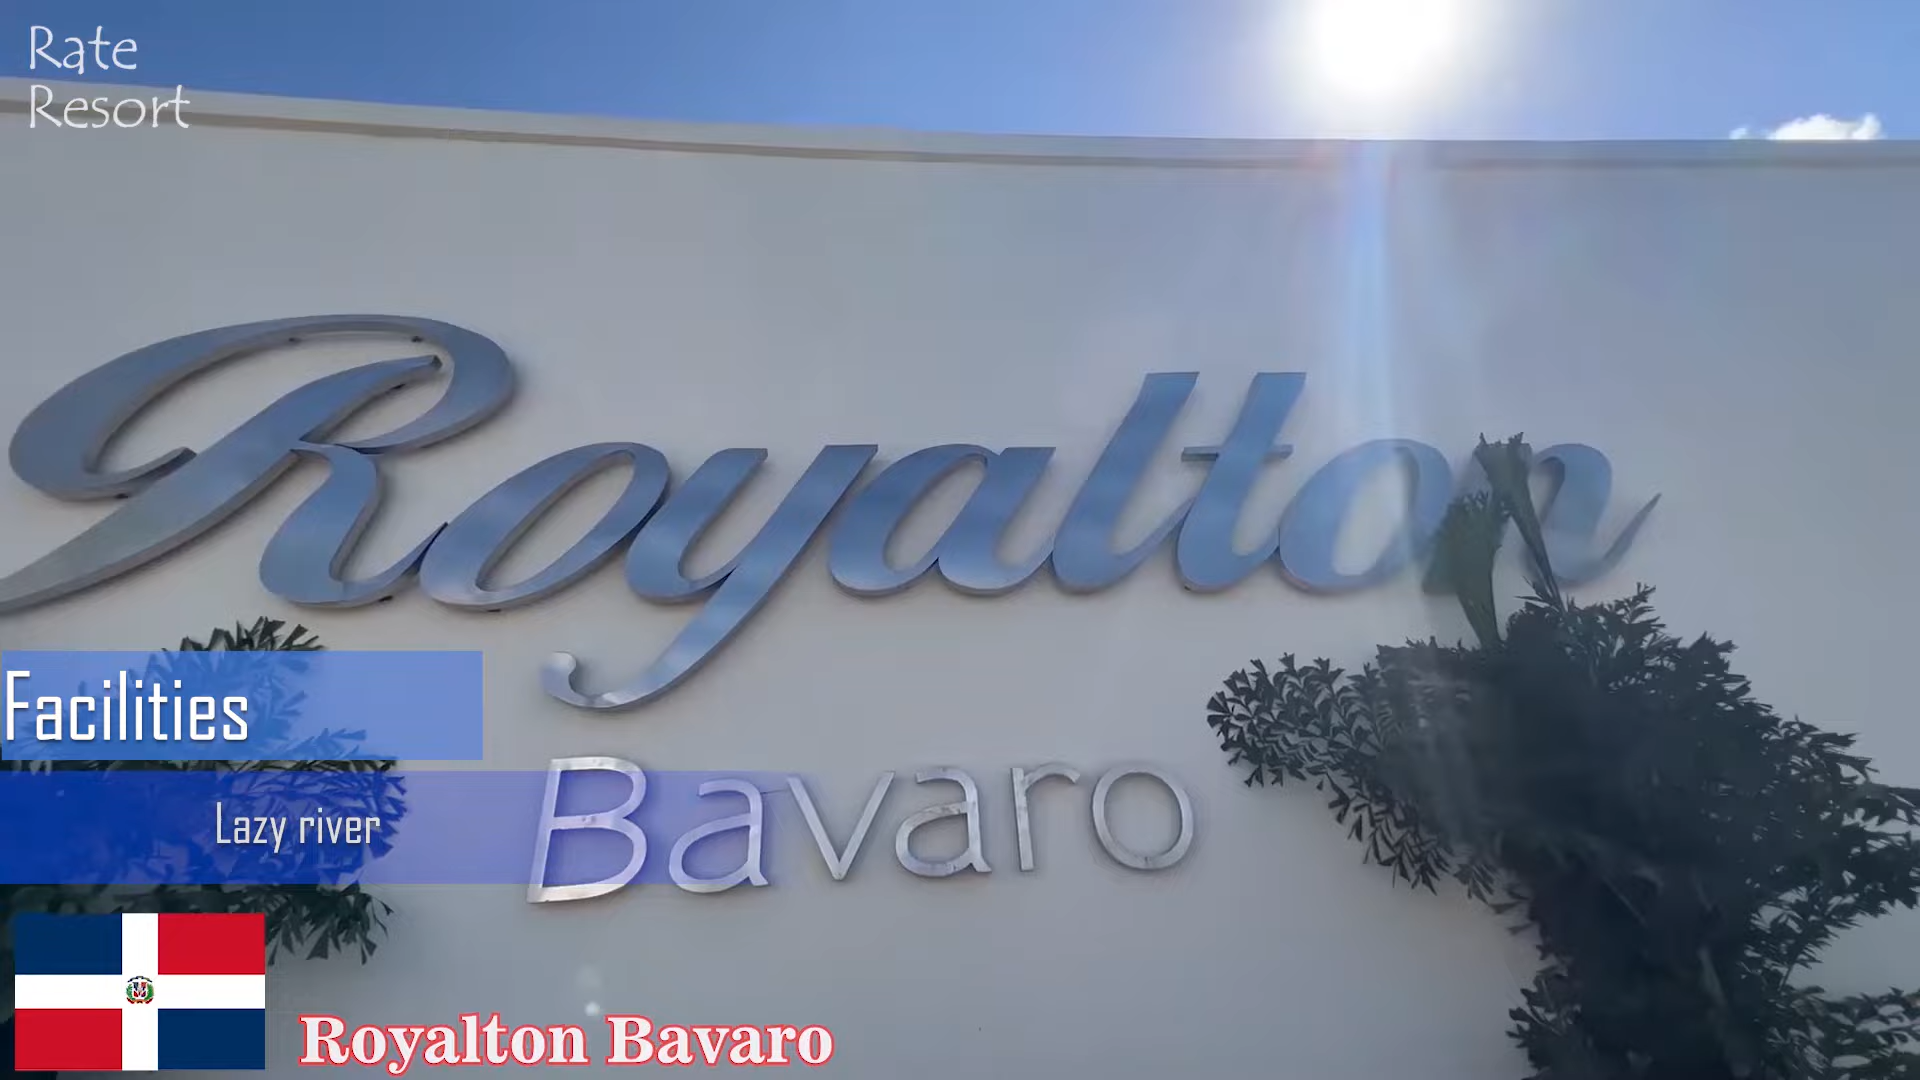 Rate
Resort
Royalton
Bavaro
Facilities
Lazy river
Royalton Bavaro